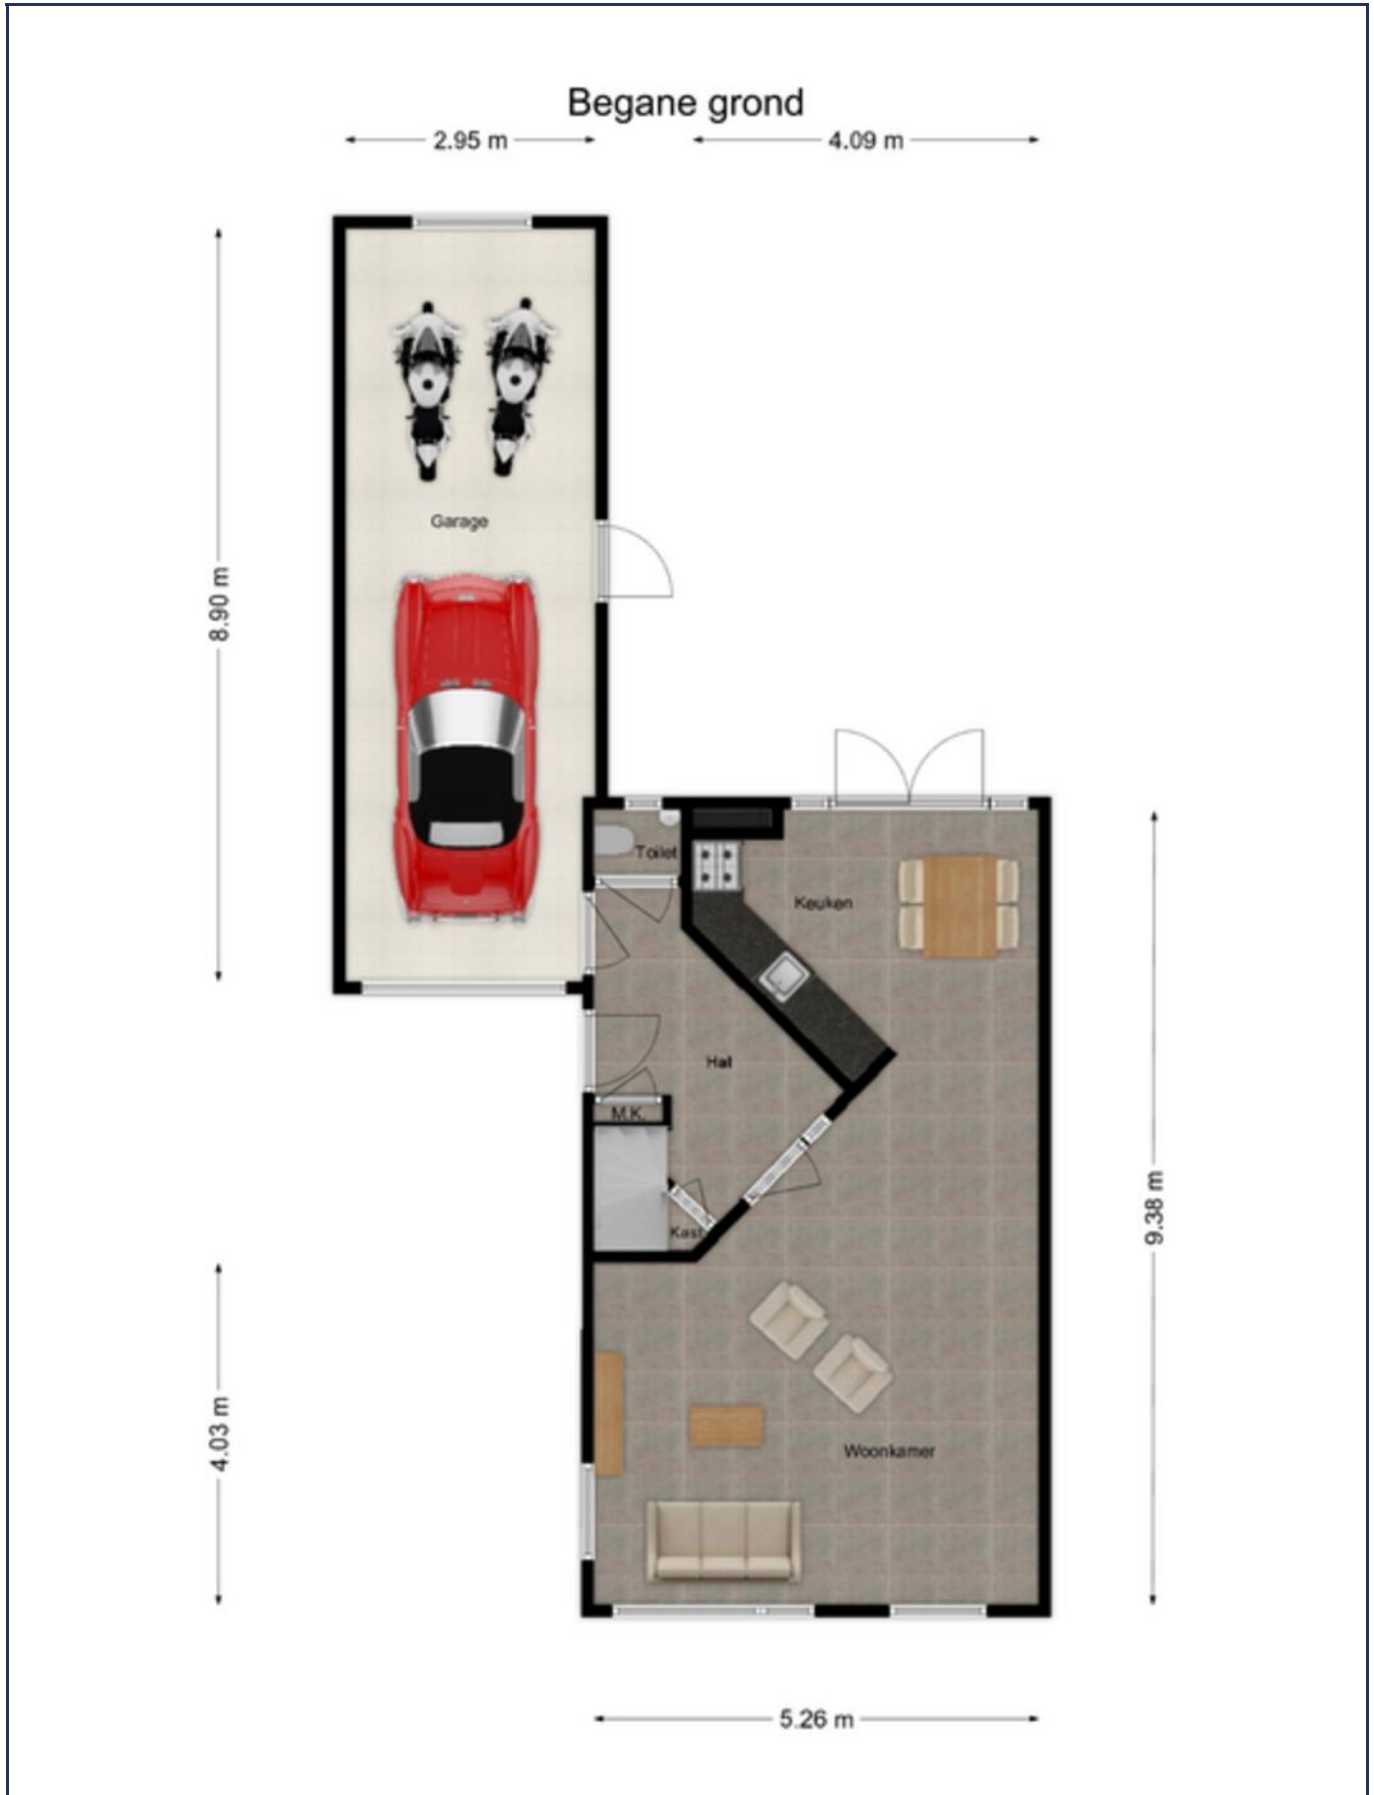 Begane grond
2.95 m
4.09 m
Garage
8.90 m
Toilet
Keuken
Hal
M.K.
Kast
9.38 m
4.03 m
Woonkamer
5.26 m